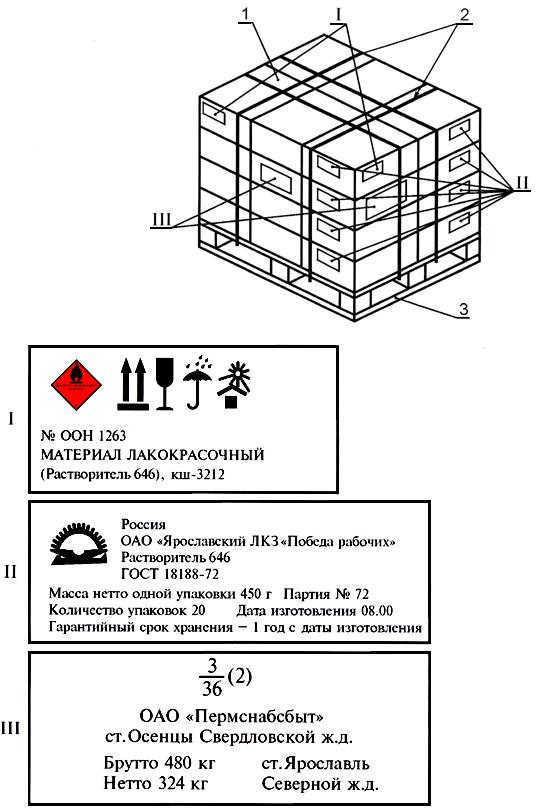 1
I
2
II
III
3
I
№ ООН 1263
МАТЕРИАЛ ЛАКОКРАСОЧНЫЙ
(Растворитель 646), кш-3212
II
Россия
ОАО «Ярославский ЛКЗ «Победа рабочих»
Растворитель 646
ГОСТ 18188-72
Масса нетто одной упаковки 450 г Партия № 72
Количество упаковок 20 Дата изготовления 08.00
Гарантийный срок хранения – 1 год с даты изготовления
III
3
36 (2)
ОАО «Пермснабсбыт»
ст.Осенцы Свердловской ж.д.
Брутто 480 кг ст.Ярославль
Нетто 324 кг Северной ж.д.